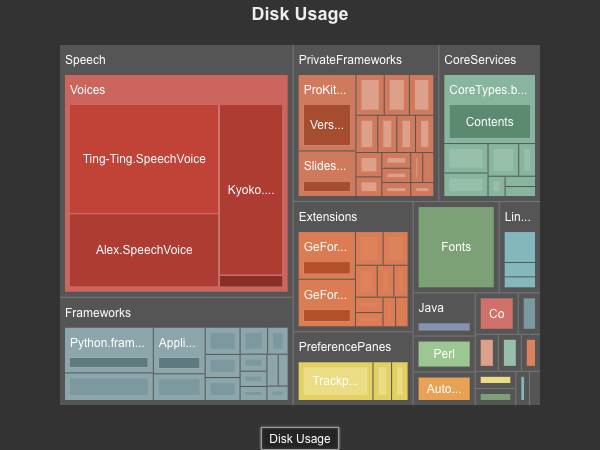 Disk Usage
Speech
PrivateFrameworks
CoreServices
Voices
ProKit...
CoreTypes.b...
Vers...
Contents
Ting-Ting.SpeechVoice
Slides...
Kyoko....
Extensions
Lin...
Alex.SpeechVoice
GeFor...
Fonts
GeFor...
Frameworks
Java
Co
Python.fram...
Appli...
PreferencePanes
Perl
Trackp...
Auto...
Disk Usage